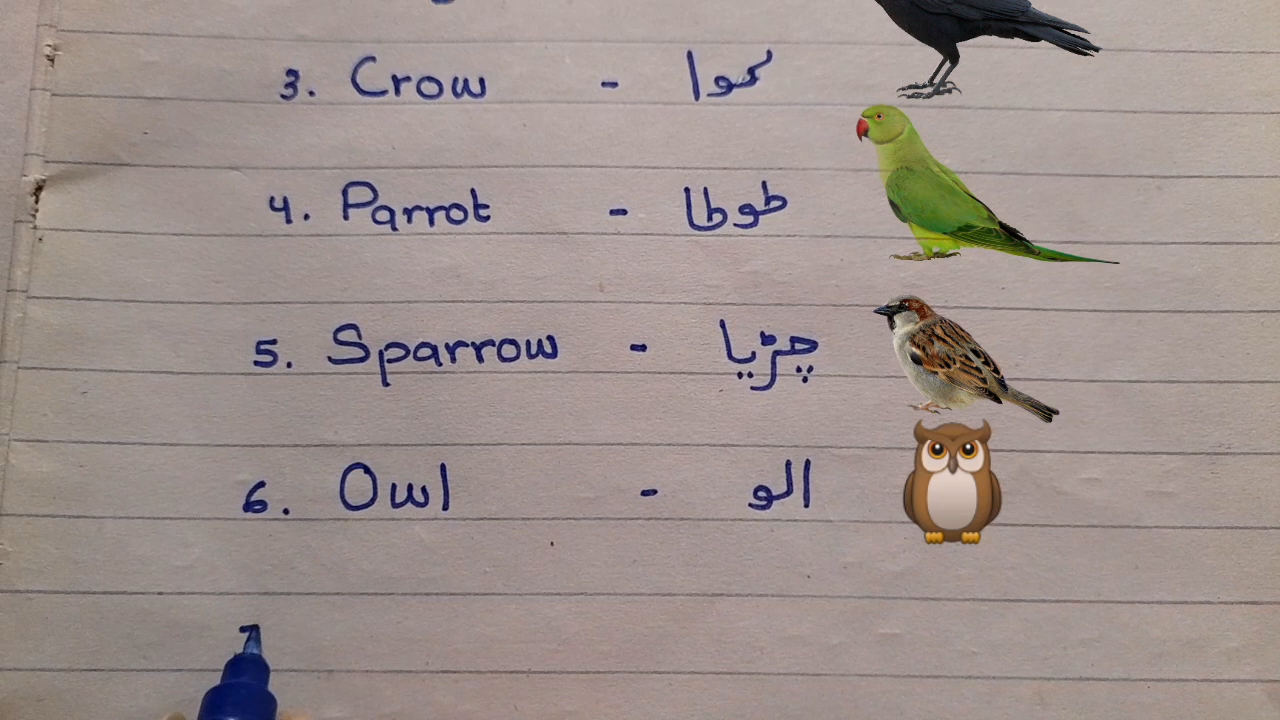 3. Crow - کوا
4. Parrot - طوطا
5. Sparrow - چڑیا
6. Owl - الو
7